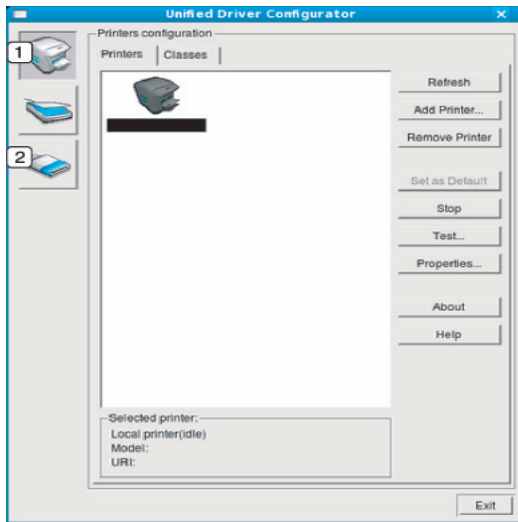 Unified Driver Configurator
1
2
Printers configuration
Printers
Classes
Refresh
Add Printer...
Remove Printer
Set as Default
Stop
Test...
Properties...
About
Help
Selected printer:
Local printer(idle)
Model:
URI:
Exit